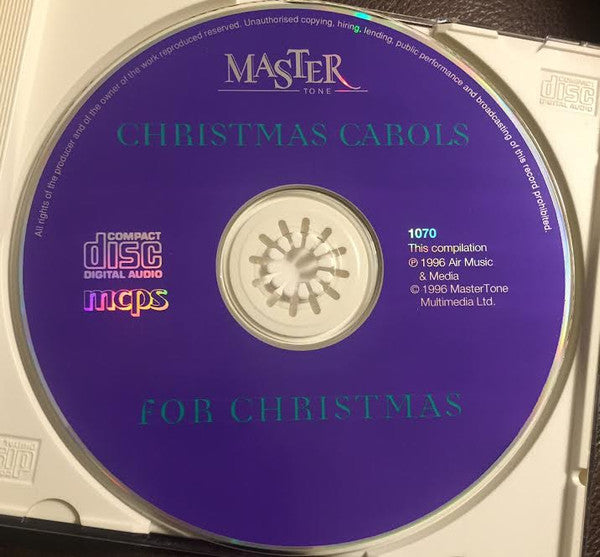 All rights of the producer and of the owner of the work reproduced reserved. Unauthorised copying, hiring, lending, public performance and broadcasting of this record prohibited.
MASTER
TONE
CHRISTMAS CAROLS
COMPACT
disc
DIGITAL AUDIO
mcps
1070
This compilation
℗ 1996 Air Music
& Media
© 1996 MasterTone
Multimedia Ltd.
fOR CHRISTMAS
COMPACT
disc
DIGITAL AUDIO